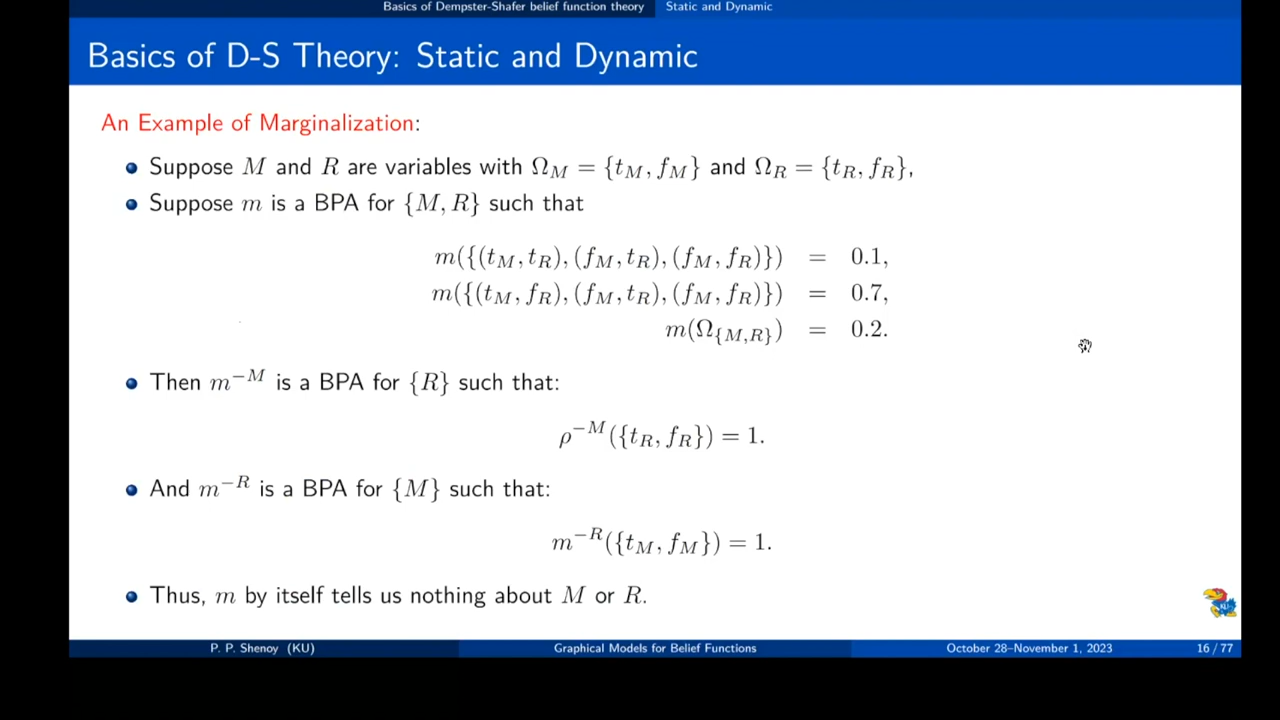 Basics of Dempster-Shafer belief function theory Static and Dynamic
Basics of D-S Theory: Static and Dynamic
An Example of Marginalization:
Suppose M and R are variables with Ω_M = {t_M, f_M} and Ω_R = {t_R, f_R},
Suppose m is a BPA for {M, R} such that
m({(t_M, t_R), (f_M, t_R), (f_M, f_R)}) = 0.1,
m({(t_M, f_R), (f_M, t_R), (f_M, f_R)}) = 0.7,
m(Ω_{M,R}) = 0.2.
Then m^{-M} is a BPA for {R} such that:
ρ^{-M}({t_R, f_R}) = 1.
And m^{-R} is a BPA for {M} such that:
m^{-R}({t_M, f_M}) = 1.
Thus, m by itself tells us nothing about M or R.
KU
P. P. Shenoy (KU) Graphical Models for Belief Functions October 28–November 1, 2023 16 / 77